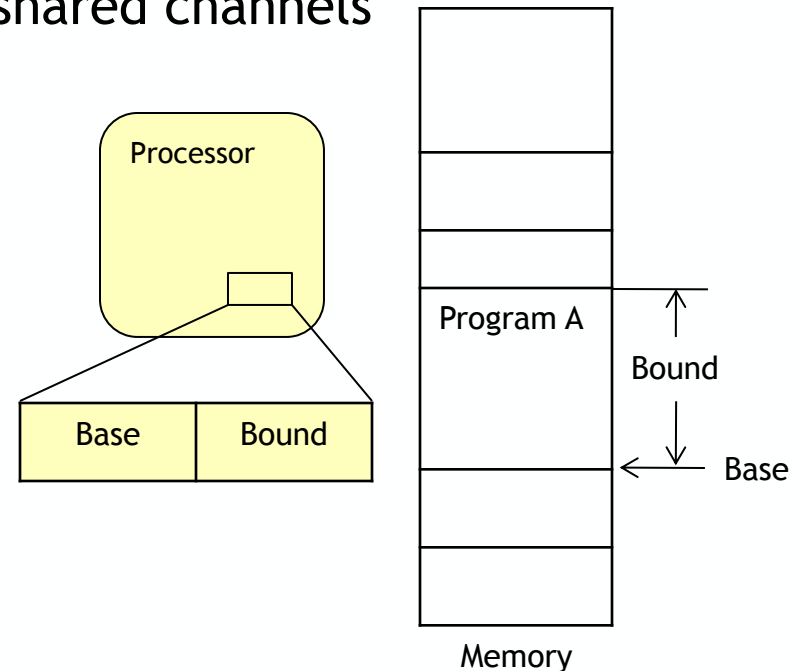 shared channels
Processor
Base
Bound
Program A
Bound
Base
Memory